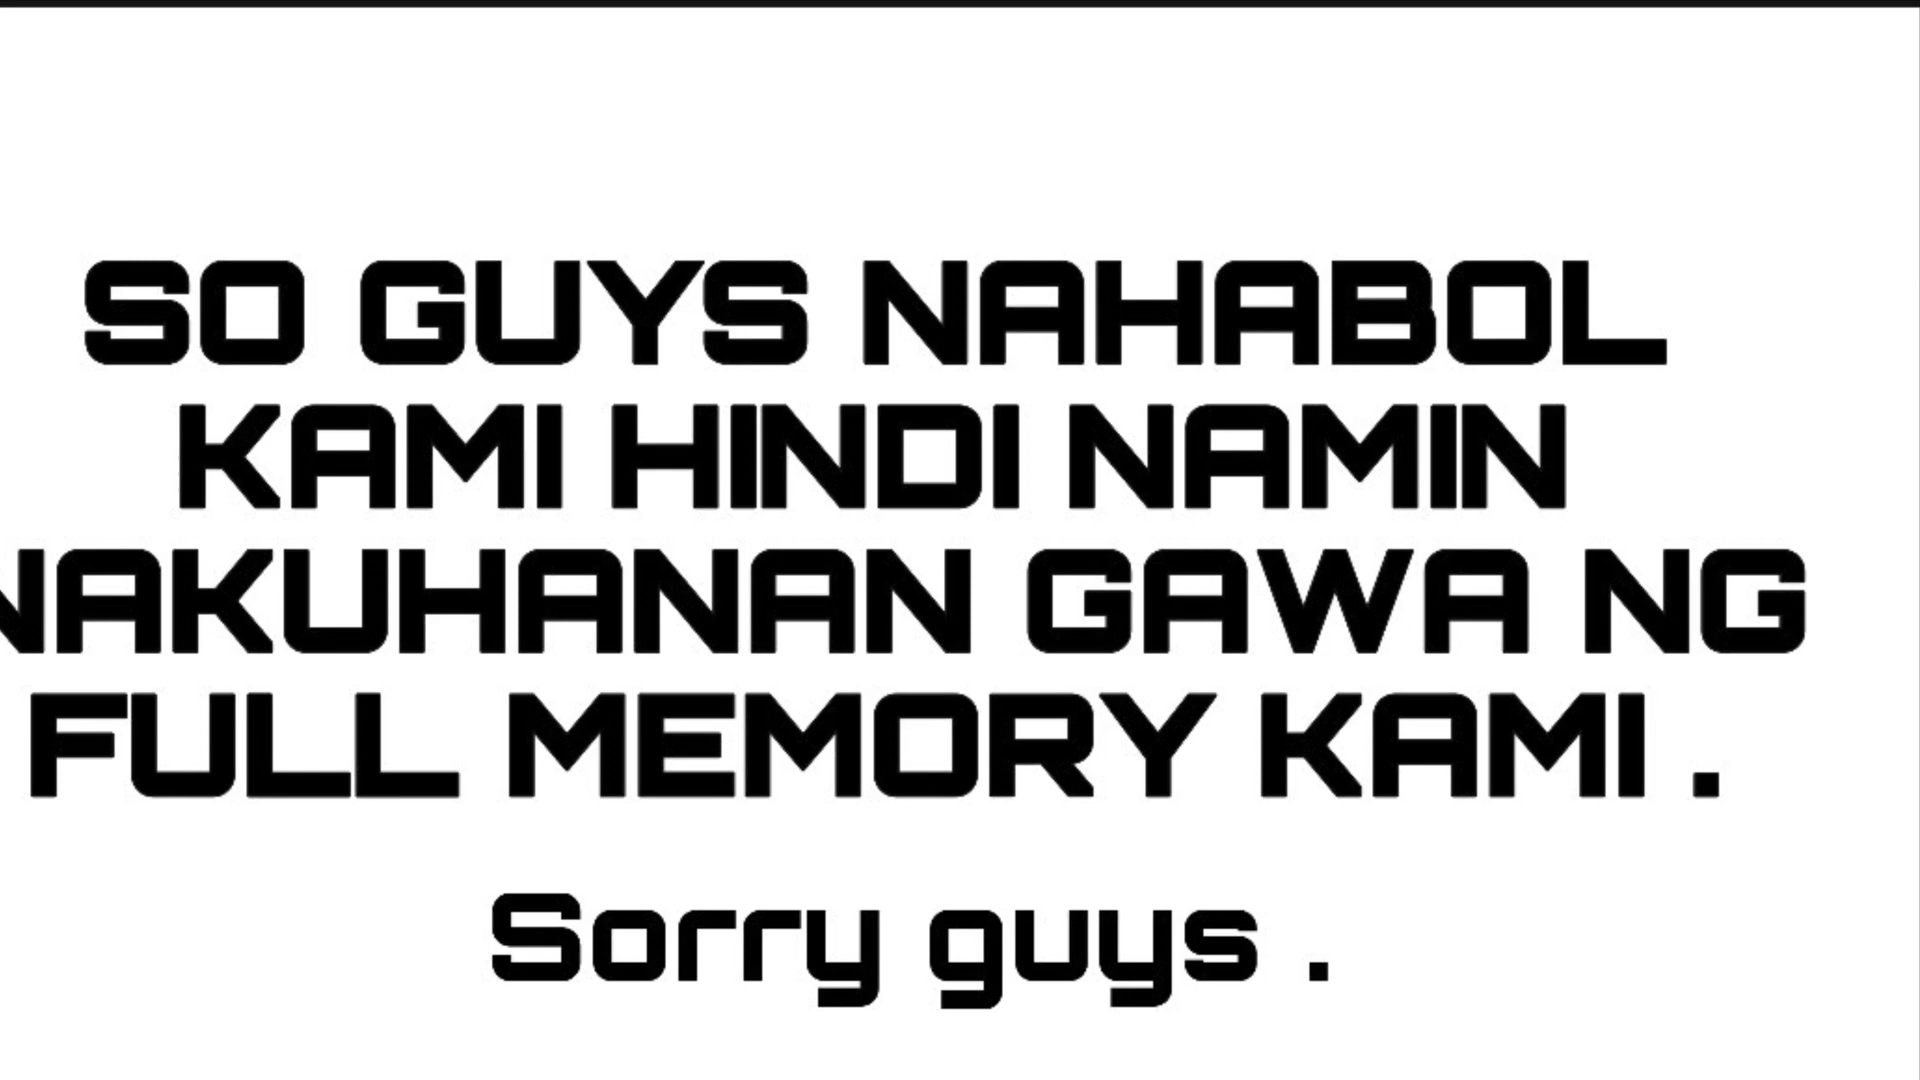 SO GUYS NAHABOL
KAMI HINDI NAMIN
NAKUHANAN GAWA NG
FULL MEMORY KAMI .
Sorry guys .